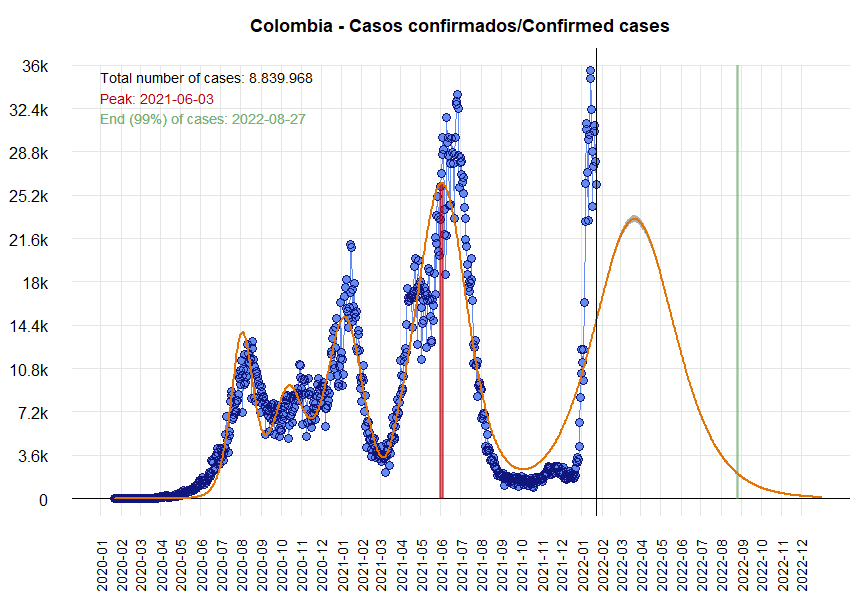 Colombia - Casos confirmados/Confirmed cases
36k
32.4k
28.8k
25.2k
21.6k
18k
14.4k
10.8k
7.2k
3.6k
0
Total number of cases: 8.839.968
Peak: 2021-06-03
End (99%) of cases: 2022-08-27
2020-01
2020-02
2020-03
2020-04
2020-05
2020-06
2020-07
2020-08
2020-09
2020-10
2020-11
2020-12
2021-01
2021-02
2021-03
2021-04
2021-05
2021-06
2021-07
2021-08
2021-09
2021-10
2021-11
2021-12
2022-01
2022-02
2022-03
2022-04
2022-05
2022-06
2022-07
2022-08
2022-09
2022-10
2022-11
2022-12